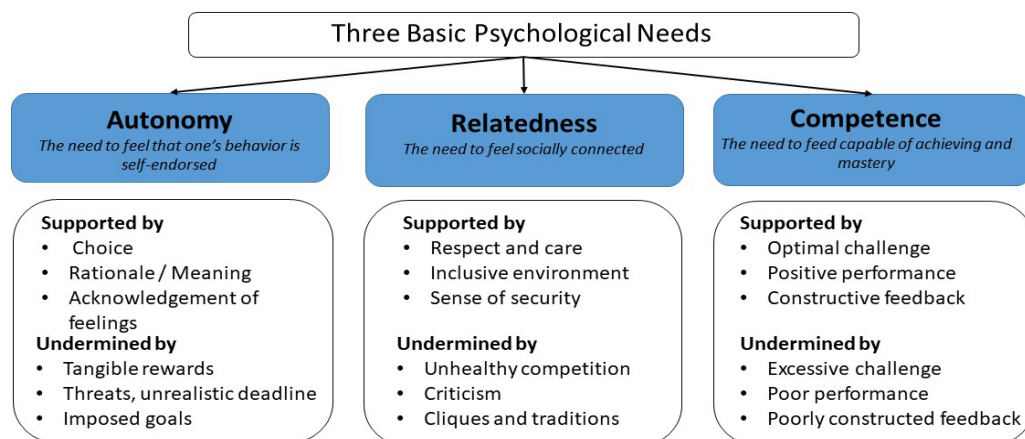 Three Basic Psychological Needs
Autonomy
The need to feel that one's behavior is
self-endorsed
Supported by
• Choice
• Rationale / Meaning
• Acknowledgement of
feelings
Undermined by
• Tangible rewards
• Threats, unrealistic deadline
• Imposed goals
Relatedness
The need to feel socially connected
Supported by
• Respect and care
• Inclusive environment
• Sense of security
Undermined by
• Unhealthy competition
• Criticism
• Cliques and traditions
Competence
The need to feed capable of achieving and
mastery
Supported by
• Optimal challenge
• Positive performance
• Constructive feedback
Undermined by
• Excessive challenge
• Poor performance
• Poorly constructed feedback